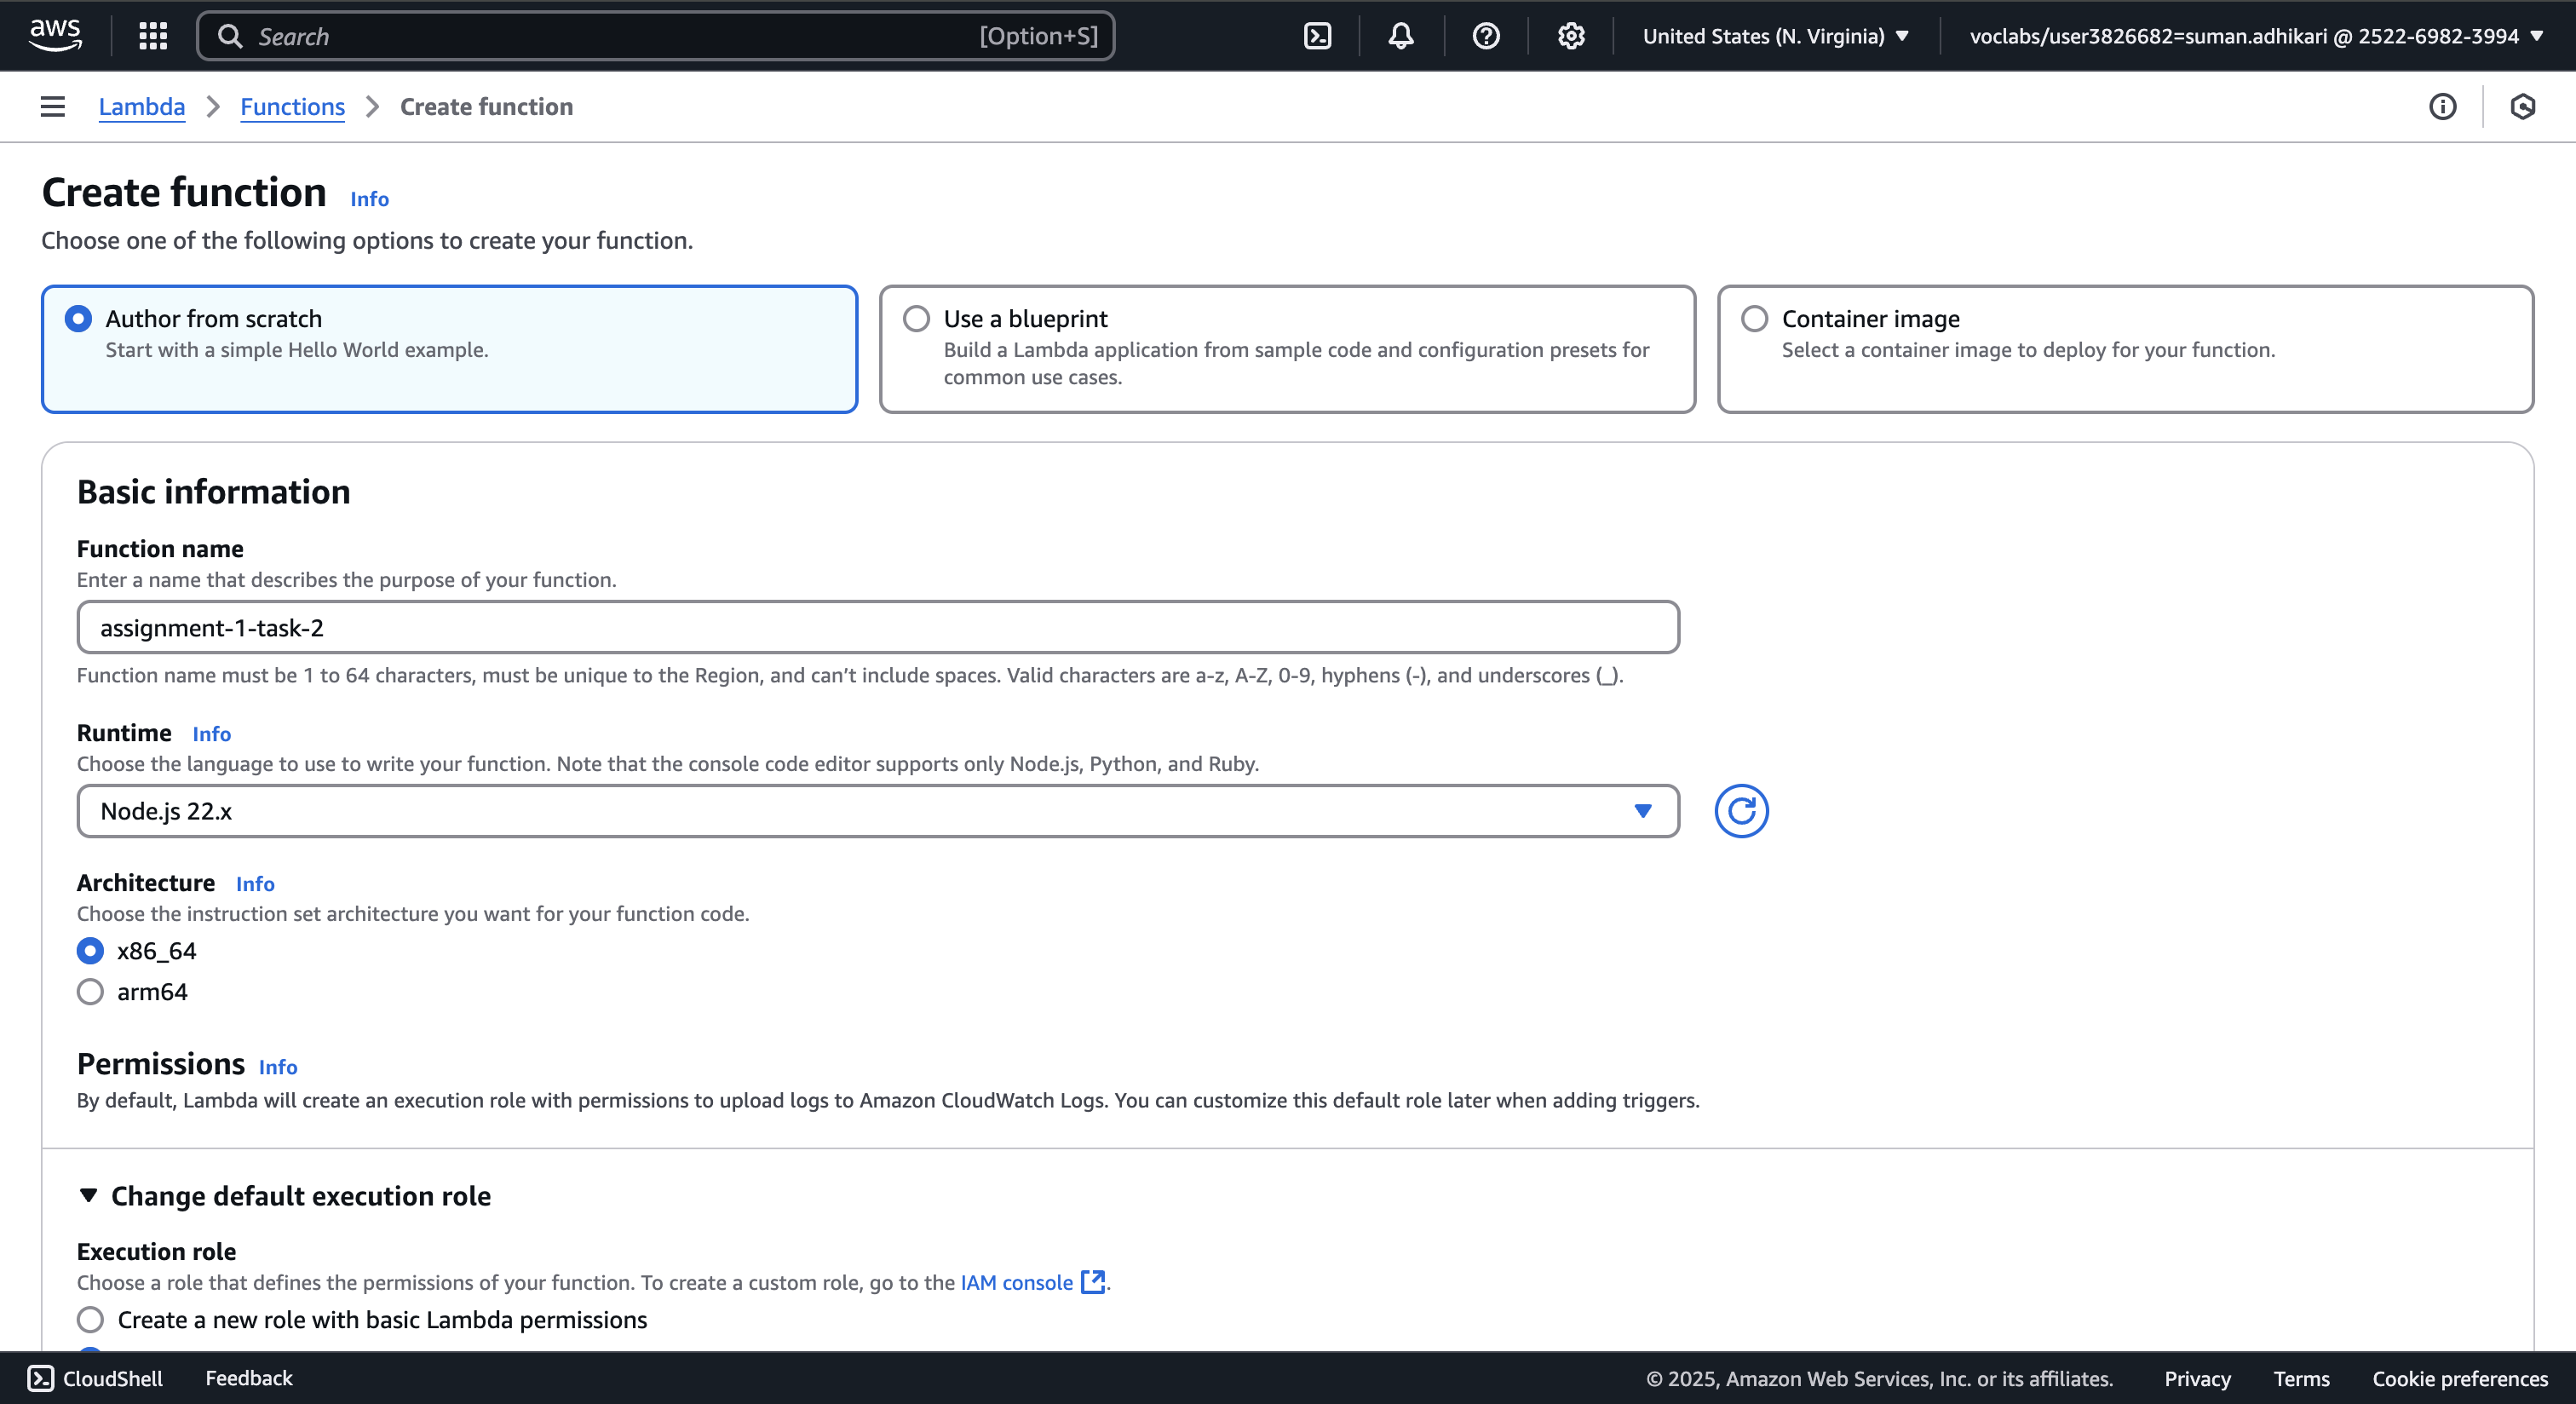 aws
Search [Option+S]
United States (N. Virginia)
voclabs/user3826682=suman.adhikari @ 2522-6982-3994
Lambda
Functions
Create function
Create function
Info
Choose one of the following options to create your function.
Author from scratch
Start with a simple Hello World example.
Use a blueprint
Build a Lambda application from sample code and configuration presets for
common use cases.
Container image
Select a container image to deploy for your function.
Basic information
Function name
Enter a name that describes the purpose of your function.
assignment-1-task-2
Function name must be 1 to 64 characters, must be unique to the Region, and can’t include spaces. Valid characters are a-z, A-Z, 0-9, hyphens (-), and underscores (_).
Runtime Info
Choose the language to use to write your function. Note that the console code editor supports only Node.js, Python, and Ruby.
Node.js 22.x
Architecture Info
Choose the instruction set architecture you want for your function code.
x86_64
arm64
Permissions Info
By default, Lambda will create an execution role with permissions to upload logs to Amazon CloudWatch Logs. You can customize this default role later when adding triggers.
Change default execution role
Execution role
Choose a role that defines the permissions of your function. To create a custom role, go to the IAM console.
Create a new role with basic Lambda permissions
CloudShell
Feedback
© 2025, Amazon Web Services, Inc. or its affiliates.
Privacy
Terms
Cookie preferences